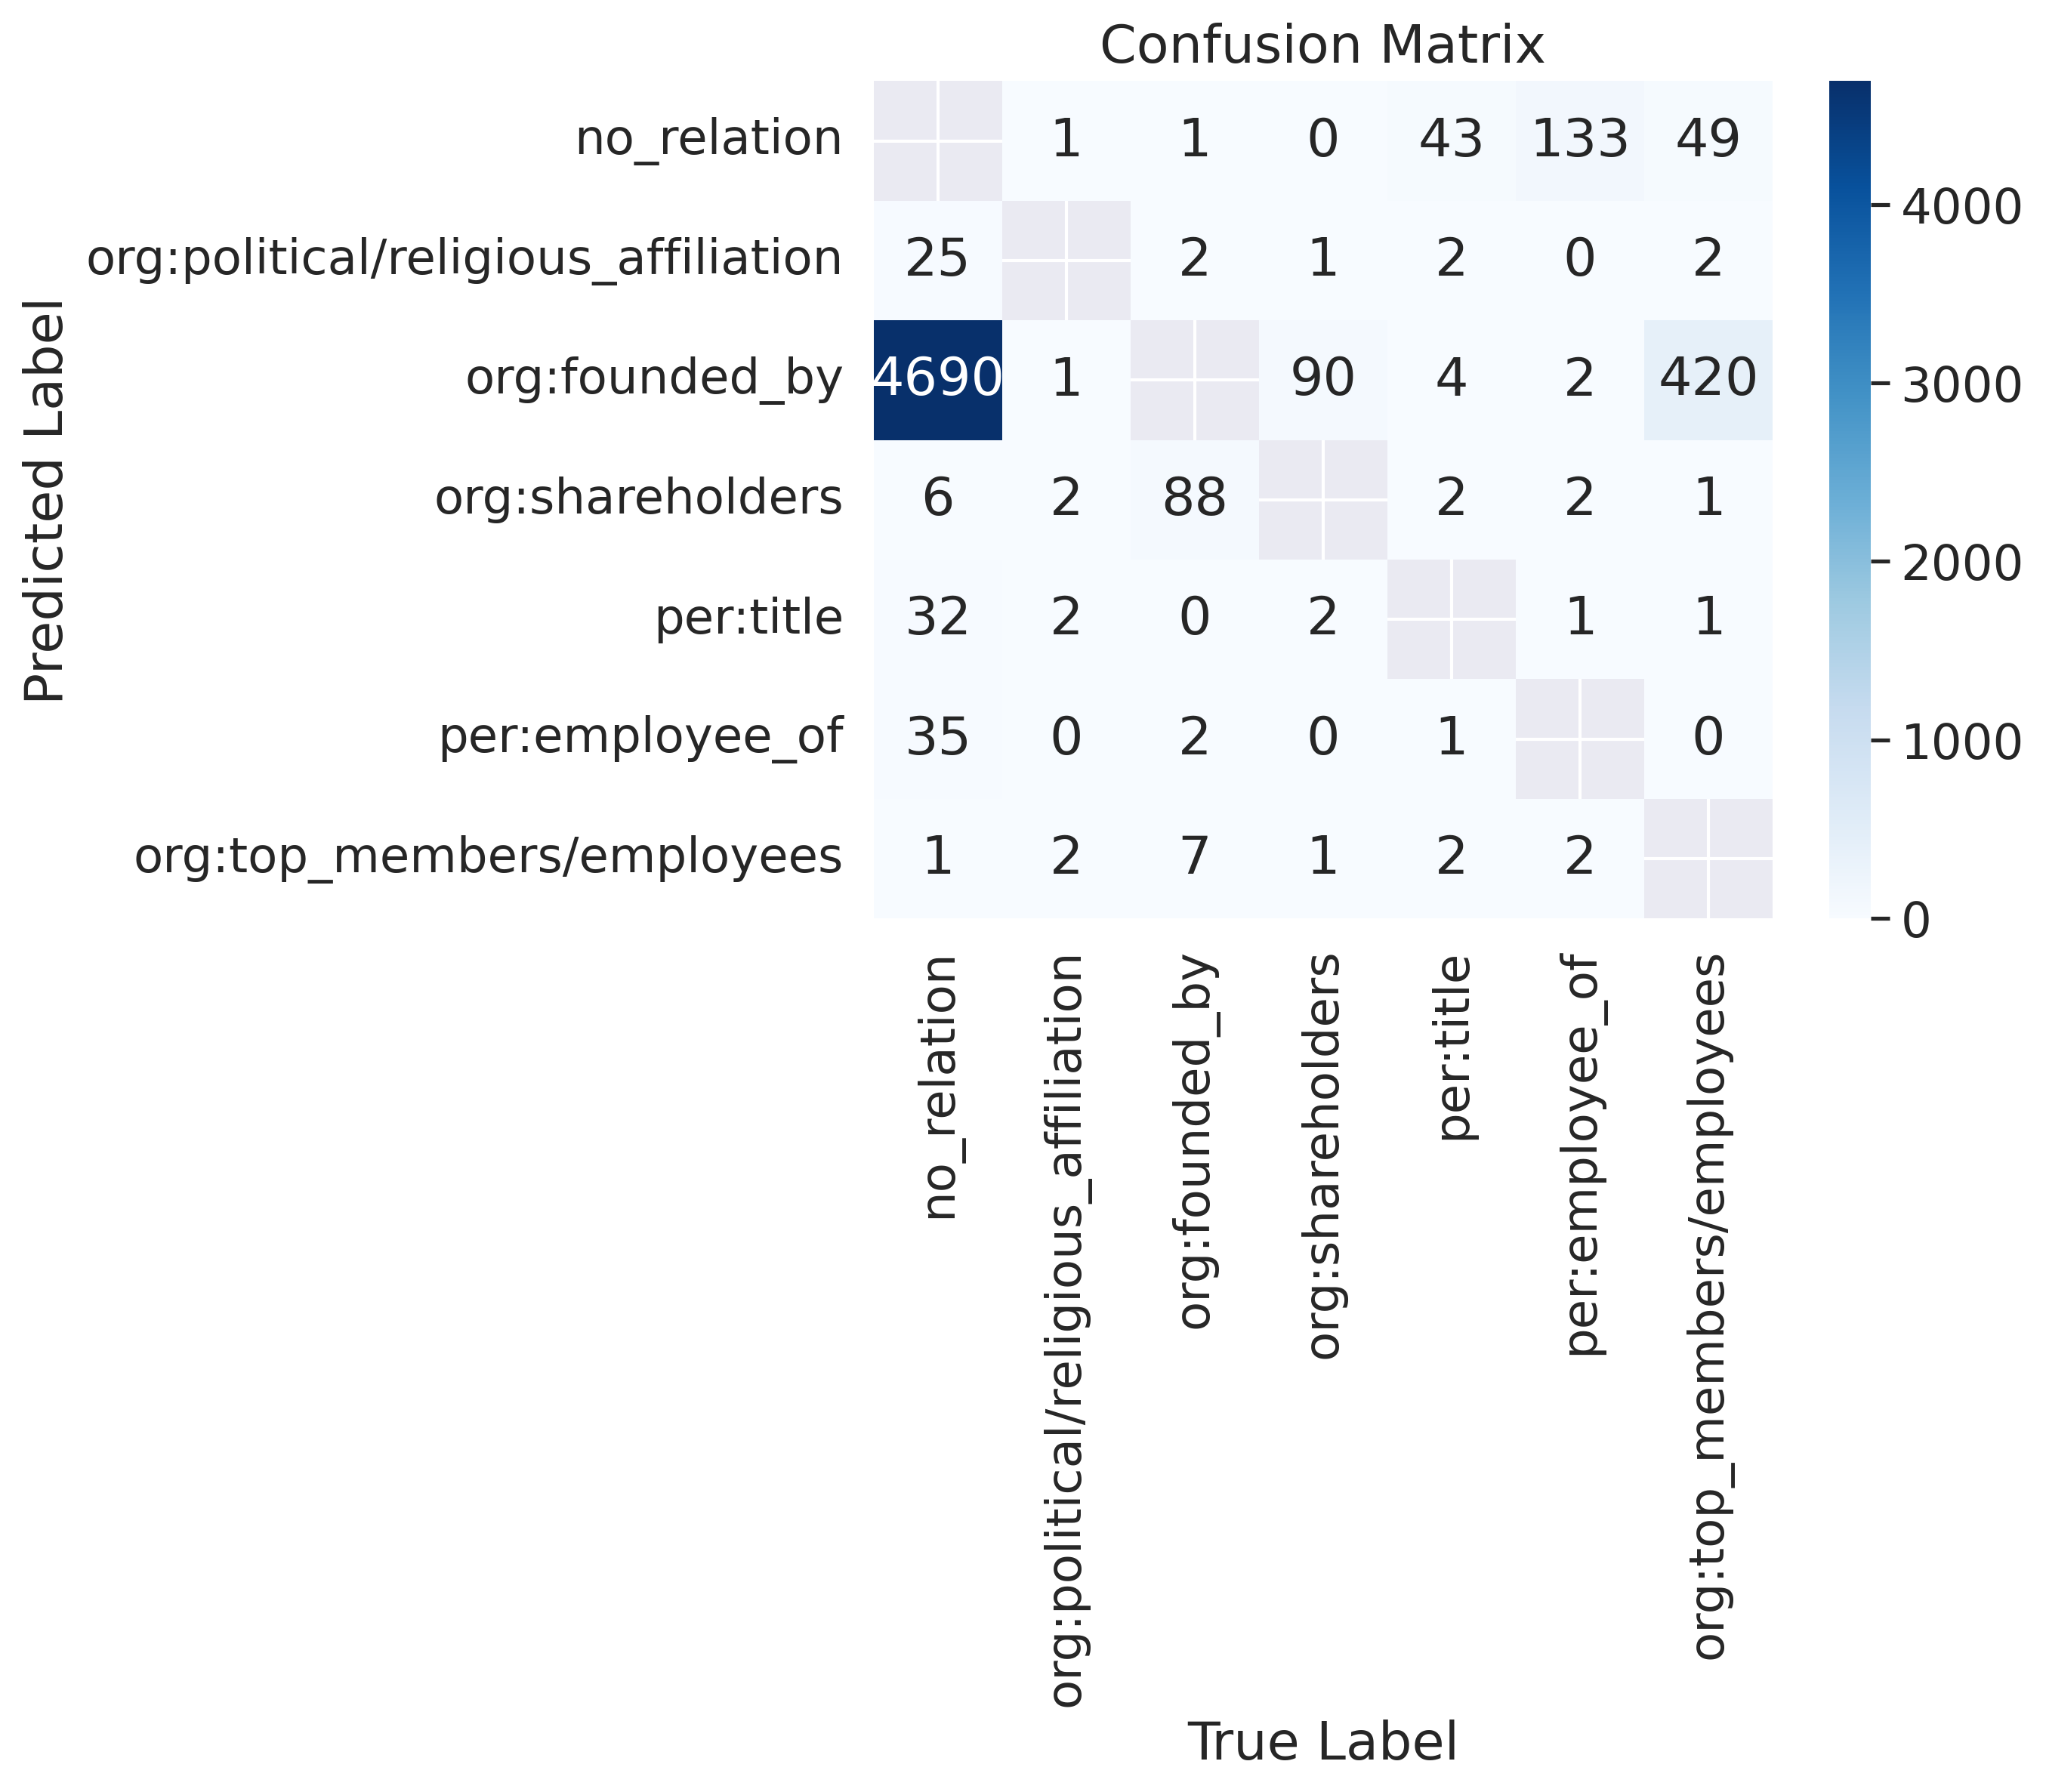 Confusion Matrix
Predicted Label
no_relation 1 1 0 43 133 49
org:political/religious_affiliation 25 2 1 2 0 2
org:founded_by 4690 1 90 4 2 420
org:shareholders 6 2 88 2 2 1
per:title 32 2 0 2 1 1
per:employee_of 35 0 2 0 1 0
org:top_members/employees 1 2 7 1 2 2
4000
3000
2000
1000
0
no_relation
org:political/religious_affiliation
org:founded_by
org:shareholders
per:title
per:employee_of
org:top_members/employees
True Label